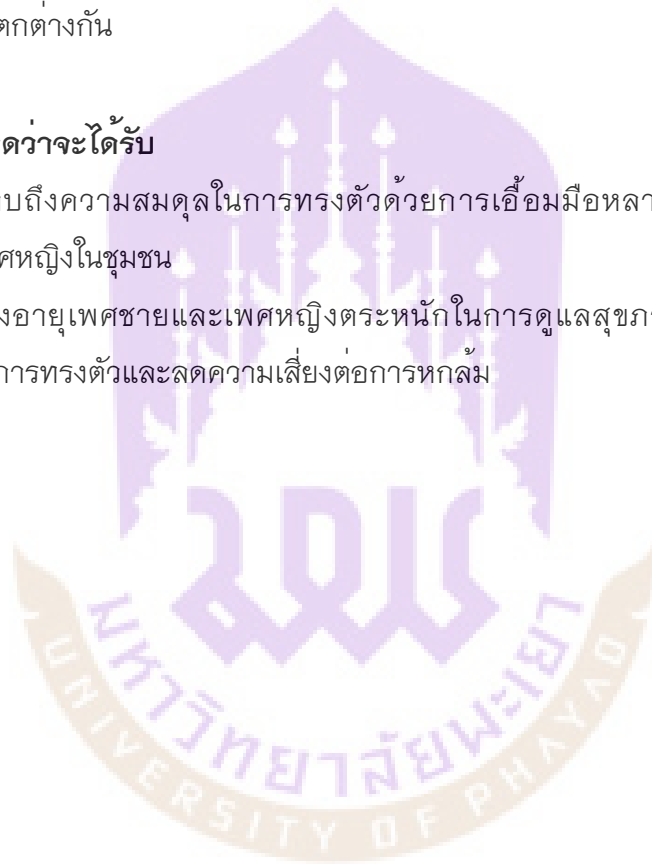 ตกต่างกัน
ดว่าจะได้รับ
บถึงความสมดุลในการทรงตัวด้วยการเอื้อมมือหลา
ศหญิงในชุมชน
งอายุเพศชายและเพศหญิงตระหนักในการดูแลสุขภ
การทรงตัวและลดความเสี่ยงต่อการหกล้ม
มหาวิทยาลัยพะเยา
UNIVERSITY OF PHAYAO